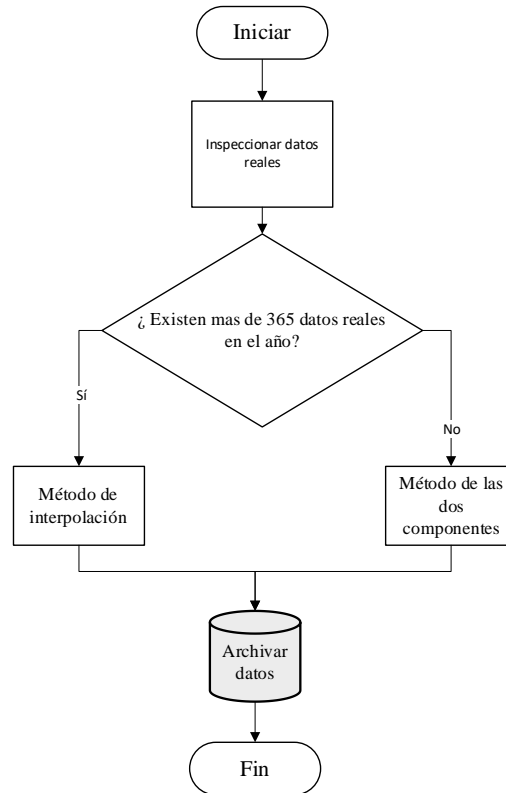 Iniciar
Inspeccionar datos
reales
¿ Existen mas de 365 datos reales
en el año?
Sí
No
Método de
interpolación
Método de las
dos
componentes
Archivar
datos
Fin